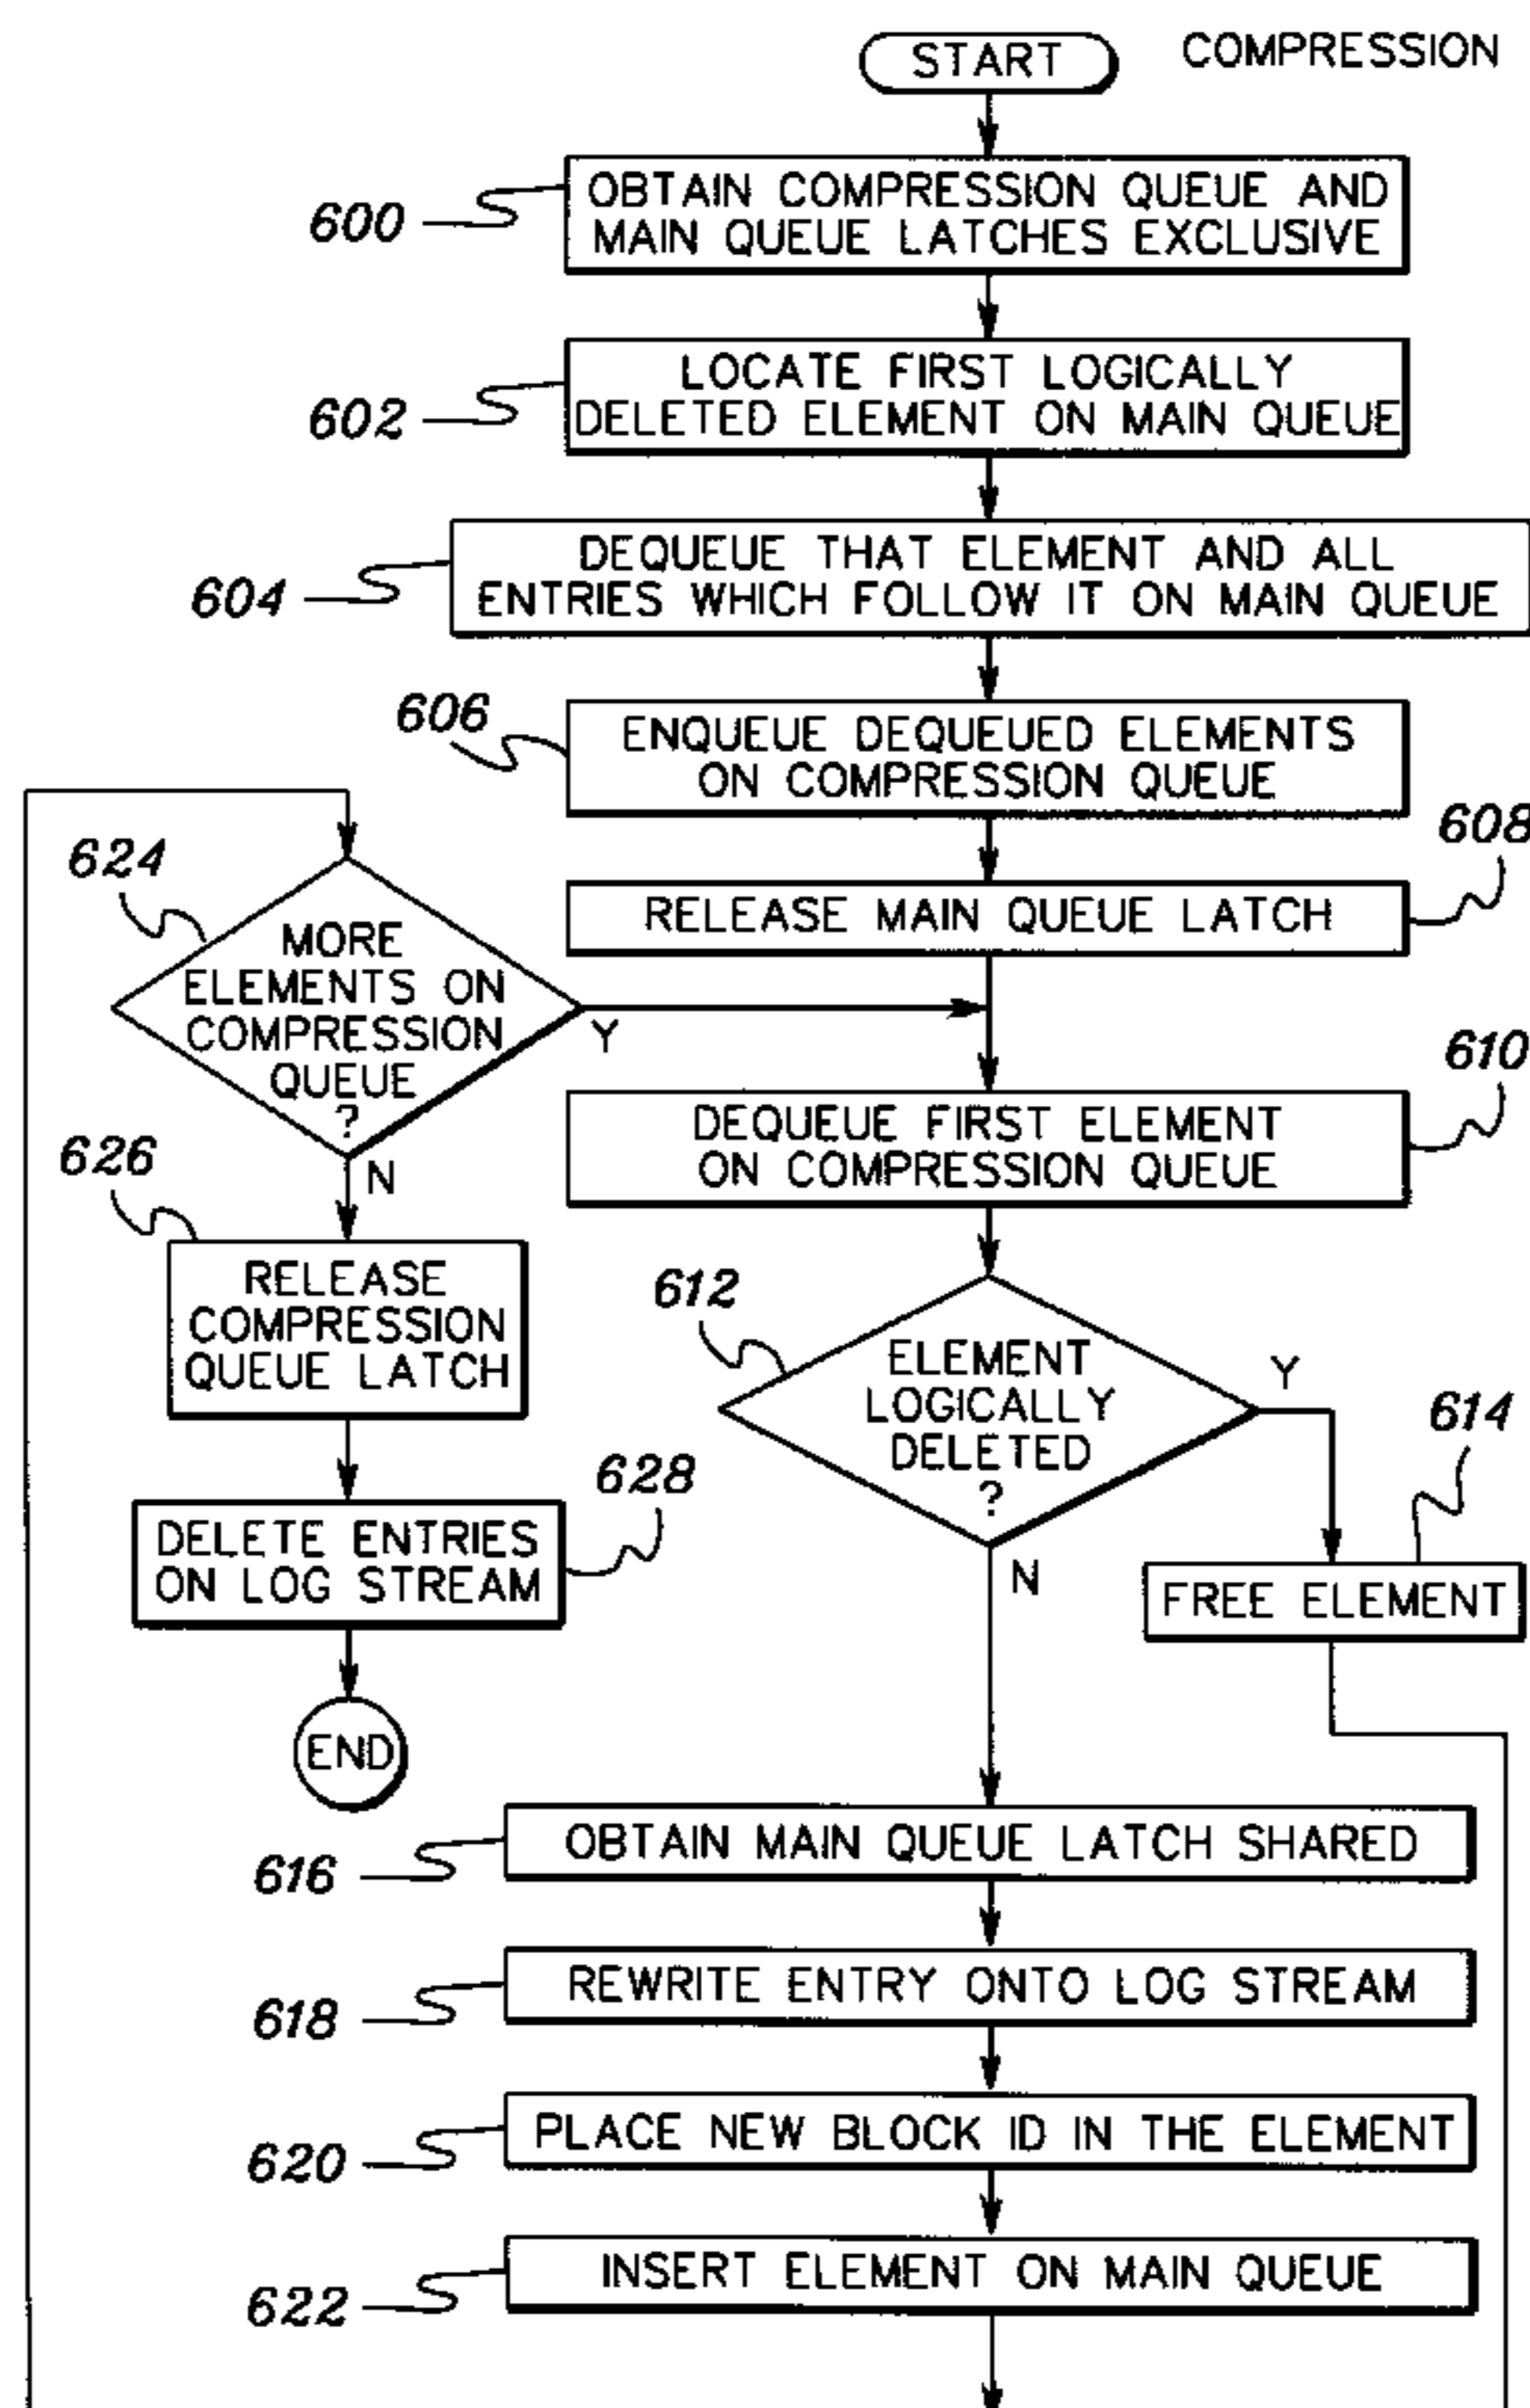 START
COMPRESSION
600
OBTAIN COMPRESSION QUEUE AND
MAIN QUEUE LATCHES EXCLUSIVE
602
LOCATE FIRST LOGICALLY
DELETED ELEMENT ON MAIN QUEUE
604
DEQUEUE THAT ELEMENT AND ALL
ENTRIES WHICH FOLLOW IT ON MAIN QUEUE
606
ENQUEUE DEQUEUED ELEMENTS
ON COMPRESSION QUEUE
608
RELEASE MAIN QUEUE LATCH
624
MORE
ELEMENTS ON
COMPRESSION
QUEUE
?
Y
N
610
DEQUEUE FIRST ELEMENT
ON COMPRESSION QUEUE
626
RELEASE
COMPRESSION
QUEUE LATCH
612
ELEMENT
LOGICALLY
DELETED
?
Y
N
614
FREE ELEMENT
628
DELETE ENTRIES
ON LOG STREAM
END
616
OBTAIN MAIN QUEUE LATCH SHARED
618
REWRITE ENTRY ONTO LOG STREAM
620
PLACE NEW BLOCK ID IN THE ELEMENT
622
INSERT ELEMENT ON MAIN QUEUE